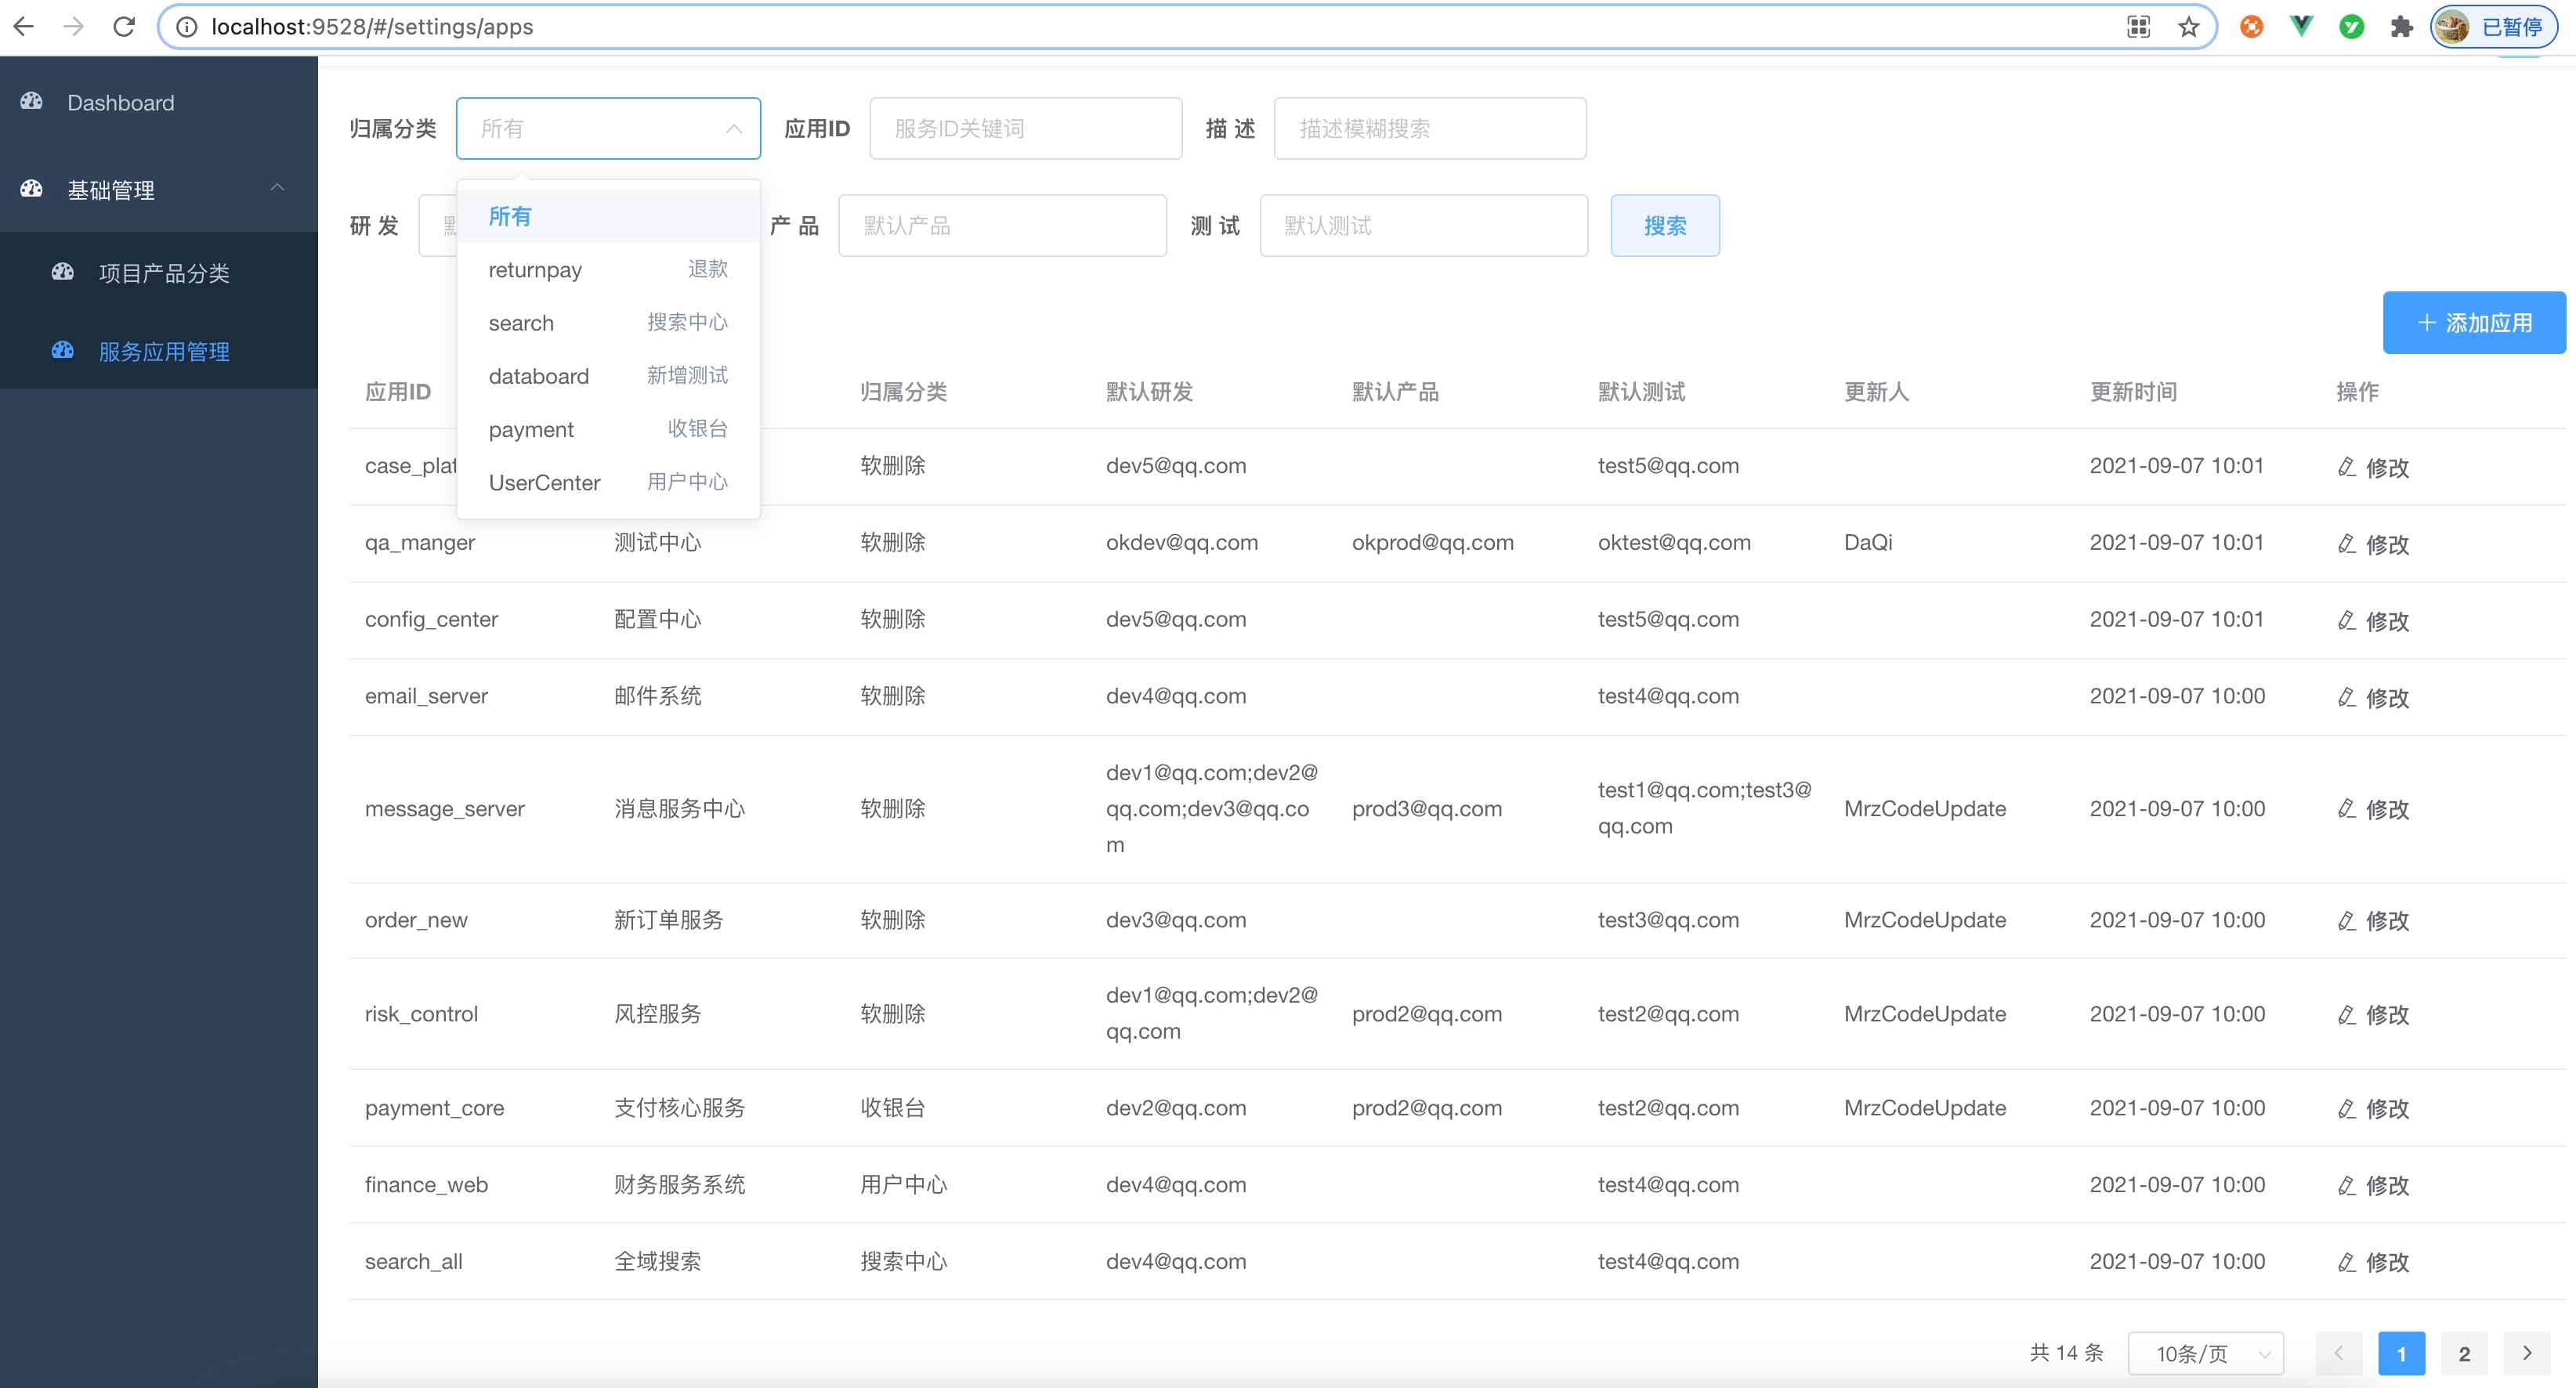 localhost:9528/#/settings/apps
已暂停
Dashboard
基础管理
项目产品分类
服务应用管理
归属分类 所有 应用ID 服务ID关键词 描 述 描述模糊搜索
研 发 产 品 默认产品 测 试 默认测试 搜索
所有
returnpay 退款
search 搜索中心
databoard 新增测试
payment 收银台
UserCenter 用户中心
添加应用
应用ID 归属分类 默认研发 默认产品 默认测试 更新人 更新时间 操作
case_plat 软删除 dev5@qq.com test5@qq.com 2021-09-07 10:01 修改
qa_manger 测试中心 软删除 okdev@qq.com okprod@qq.com oktest@qq.com DaQi 2021-09-07 10:01 修改
config_center 配置中心 软删除 dev5@qq.com test5@qq.com 2021-09-07 10:01 修改
email_server 邮件系统 软删除 dev4@qq.com test4@qq.com 2021-09-07 10:00 修改
message_server 消息服务中心 软删除 dev1@qq.com;dev2@
qq.com;dev3@qq.co
m prod3@qq.com test1@qq.com;test3@
qq.com MrzCodeUpdate 2021-09-07 10:00 修改
order_new 新订单服务 软删除 dev3@qq.com test3@qq.com MrzCodeUpdate 2021-09-07 10:00 修改
risk_control 风控服务 软删除 dev1@qq.com;dev2@
qq.com prod2@qq.com test2@qq.com MrzCodeUpdate 2021-09-07 10:00 修改
payment_core 支付核心服务 收银台 dev2@qq.com prod2@qq.com test2@qq.com MrzCodeUpdate 2021-09-07 10:00 修改
finance_web 财务服务系统 用户中心 dev4@qq.com test4@qq.com 2021-09-07 10:00 修改
search_all 全域搜索 搜索中心 dev4@qq.com test4@qq.com 2021-09-07 10:00 修改
共 14 条 10条/页 1 2